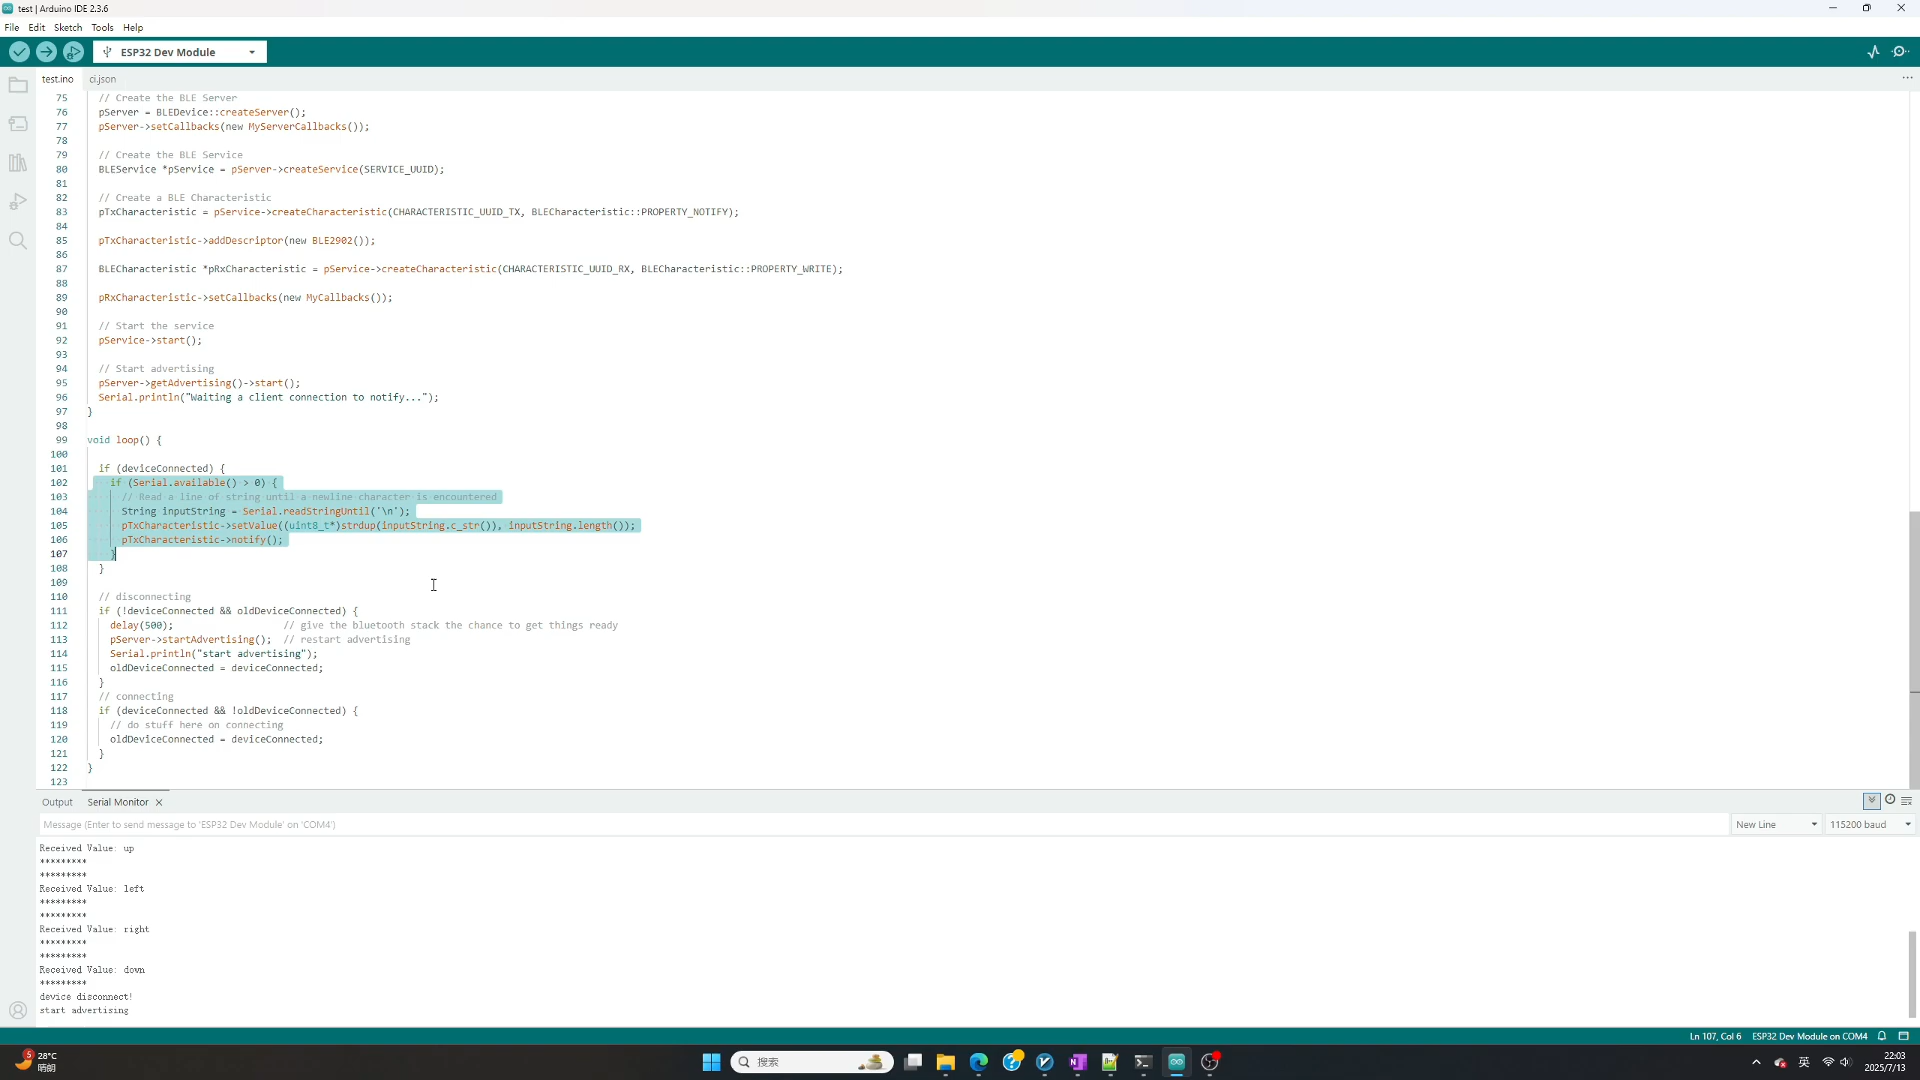 test | Arduino IDE 2.3.6
File Edit Sketch Tools Help
ESP32 Dev Module
test.ino ci.json
75 // Create the BLE Server
76 pServer = BLEDevice::createServer();
77 pServer->setCallbacks(new MyServerCallbacks());
78
79 // Create the BLE Service
80 BLEService *pService = pServer->createService(SERVICE_UUID);
81
82 // Create a BLE Characteristic
83 pTxCharacteristic = pService->createCharacteristic(CHARACTERISTIC_UUID_TX, BLECharacteristic::PROPERTY_NOTIFY);
84
85 pTxCharacteristic->addDescriptor(new BLE2902());
86
87 BLECharacteristic *pRxCharacteristic = pService->createCharacteristic(CHARACTERISTIC_UUID_RX, BLECharacteristic::PROPERTY_WRITE);
88
89 pRxCharacteristic->setCallbacks(new MyCallbacks());
90
91 // Start the service
92 pService->start();
93
94 // Start advertising
95 pServer->getAdvertising()->start();
96 Serial.println("Waiting a client connection to notify...");
97 }
98
99 void loop() {
100
101 if (deviceConnected) {
102 if (Serial.available() > 0) {
103 // Read a line of string until a newline character is encountered
104 String inputString = Serial.readStringUntil('\n');
105 pTxCharacteristic->setValue((uint8_t*)strdup(inputString.c_str()), inputString.length());
106 pTxCharacteristic->notify();
107 }
108 }
109
110 // disconnecting
111 if (!deviceConnected && oldDeviceConnected) {
112 delay(500); // give the bluetooth stack the chance to get things ready
113 pServer->startAdvertising(); // restart advertising
114 Serial.println("start advertising");
115 oldDeviceConnected = deviceConnected;
116 }
117 // connecting
118 if (deviceConnected && !oldDeviceConnected) {
119 // do stuff here on connecting
120 oldDeviceConnected = deviceConnected;
121 }
122 }
123
Output Serial Monitor
Message (Enter to send message to 'ESP32 Dev Module' on 'COM4') New Line 115200 baud
Received Value: up
*********
*********
Received Value: left
*********
*********
Received Value: right
*********
*********
Received Value: down
*********
device disconnect!
start advertising
Ln 107, Col 6 ESP32 Dev Module on COM4
5 28°C
晴朗
搜索
英
22:03
2025/7/13